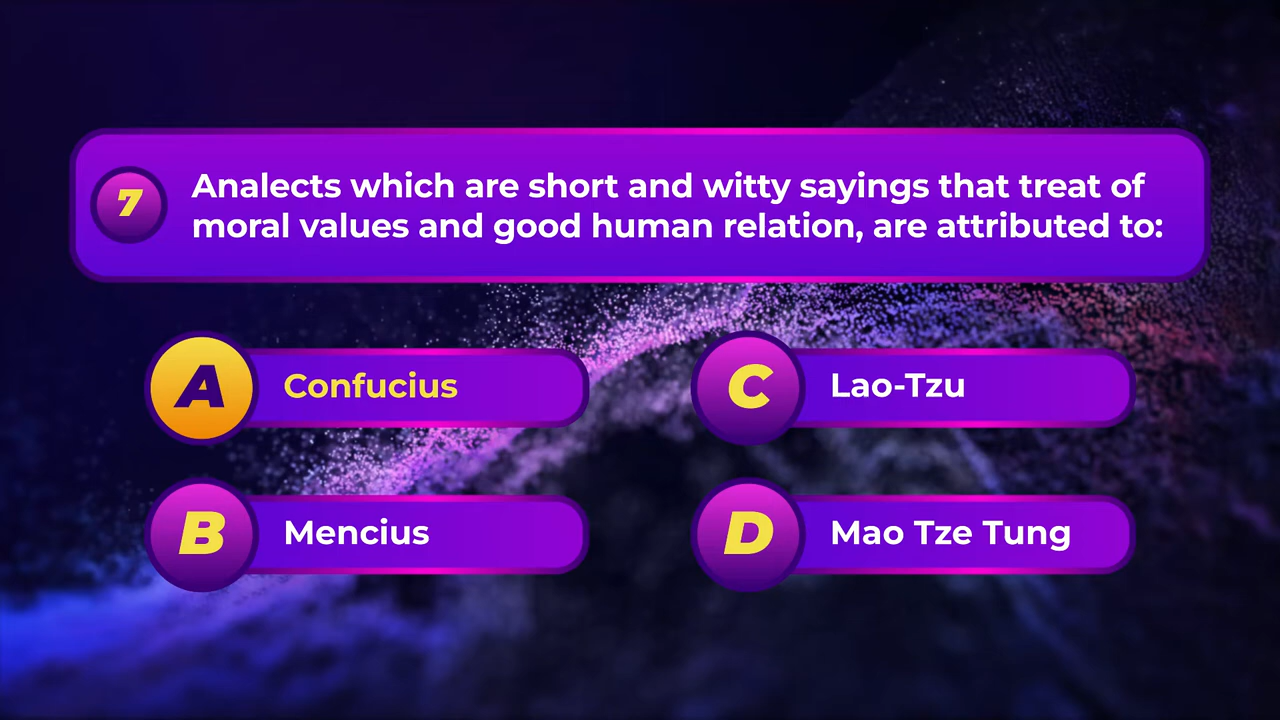 7
Analects which are short and witty sayings that treat of
moral values and good human relation, are attributed to:
A Confucius
B Mencius
C Lao-Tzu
D Mao Tze Tung